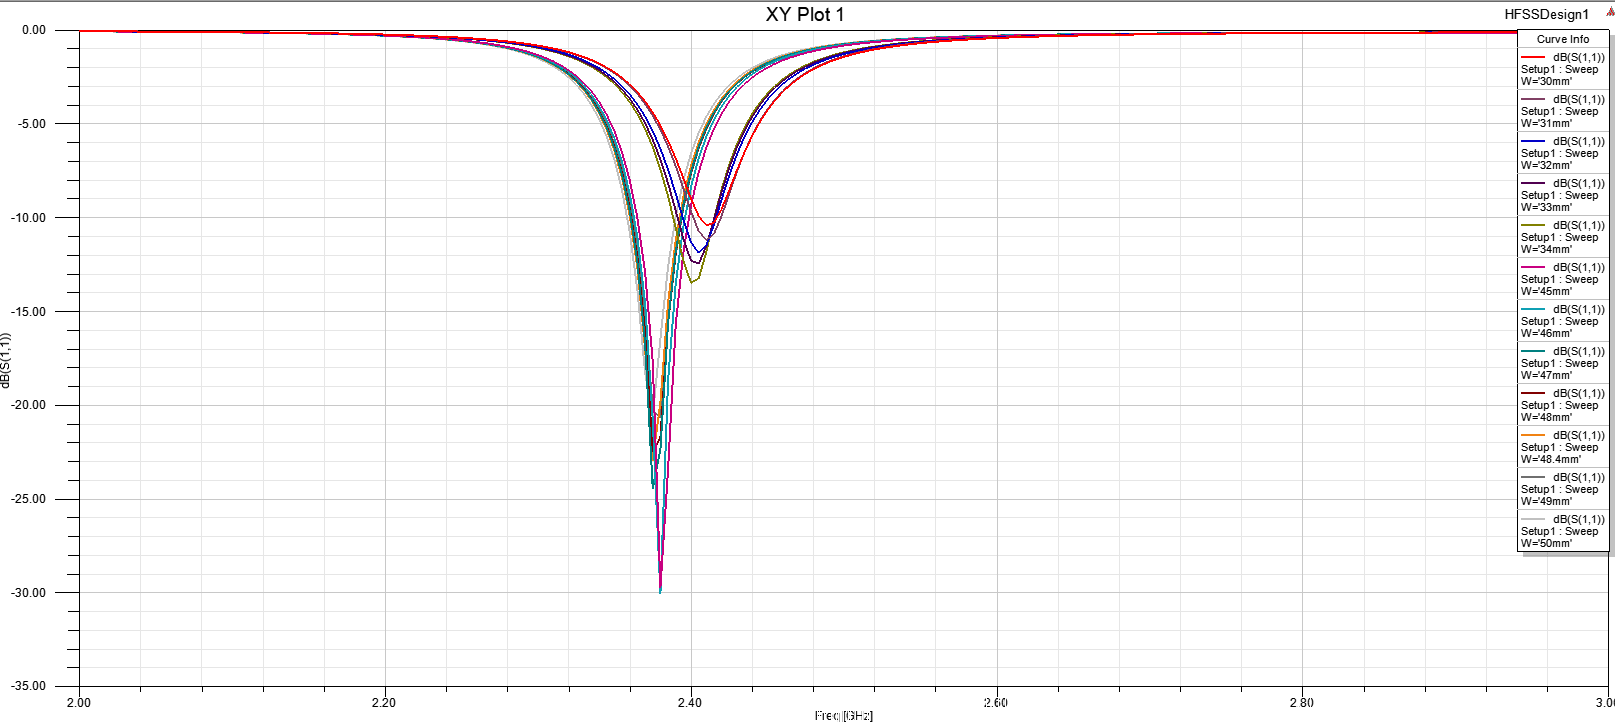 XY Plot 1
HFSSDesign1
Curve Info
dB(S(1,1))
Setup1 : Sweep
W='30mm'
dB(S(1,1))
Setup1 : Sweep
W='31mm'
dB(S(1,1))
Setup1 : Sweep
W='32mm'
dB(S(1,1))
Setup1 : Sweep
W='33mm'
dB(S(1,1))
Setup1 : Sweep
W='34mm'
dB(S(1,1))
Setup1 : Sweep
W='45mm'
dB(S(1,1))
Setup1 : Sweep
W='46mm'
dB(S(1,1))
Setup1 : Sweep
W='47mm'
dB(S(1,1))
Setup1 : Sweep
W='48mm'
dB(S(1,1))
Setup1 : Sweep
W='48.4mm'
dB(S(1,1))
Setup1 : Sweep
W='49mm'
dB(S(1,1))
Setup1 : Sweep
W='50mm'
0.00
-5.00
-10.00
-15.00
-20.00
-25.00
-30.00
-35.00
dB(S(1,1))
2.00 2.20 2.40 2.60 2.80 3.00
Freq [GHz]